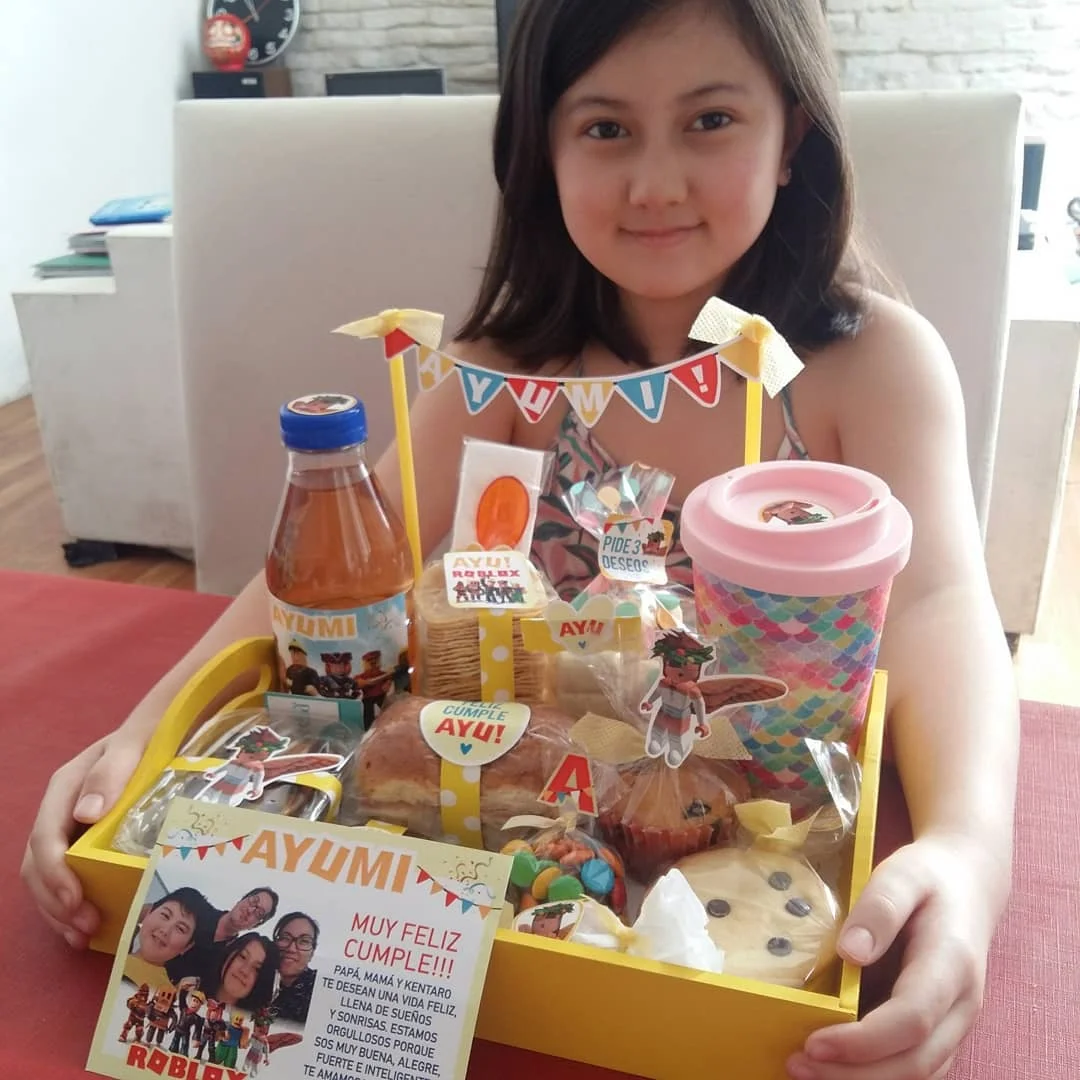 AYUMI!
AYU!
ROBLOX
PIDE 3
DESEOS
AYUMI
AYU
FELIZ
CUMPLE
AYU!
A
AYUMI
MUY FELIZ
CUMPLE!!!
PAPÁ, MAMÁ Y KENTARO
TE DESEAN UNA VIDA FELIZ,
LLENA DE SUEÑOS
Y SONRISAS. ESTAMOS
ORGULLOSOS PORQUE
SOS MUY BUENA, ALEGRE,
FUERTE E INTELIGENTE
TE AMAMOS
ROBLOX